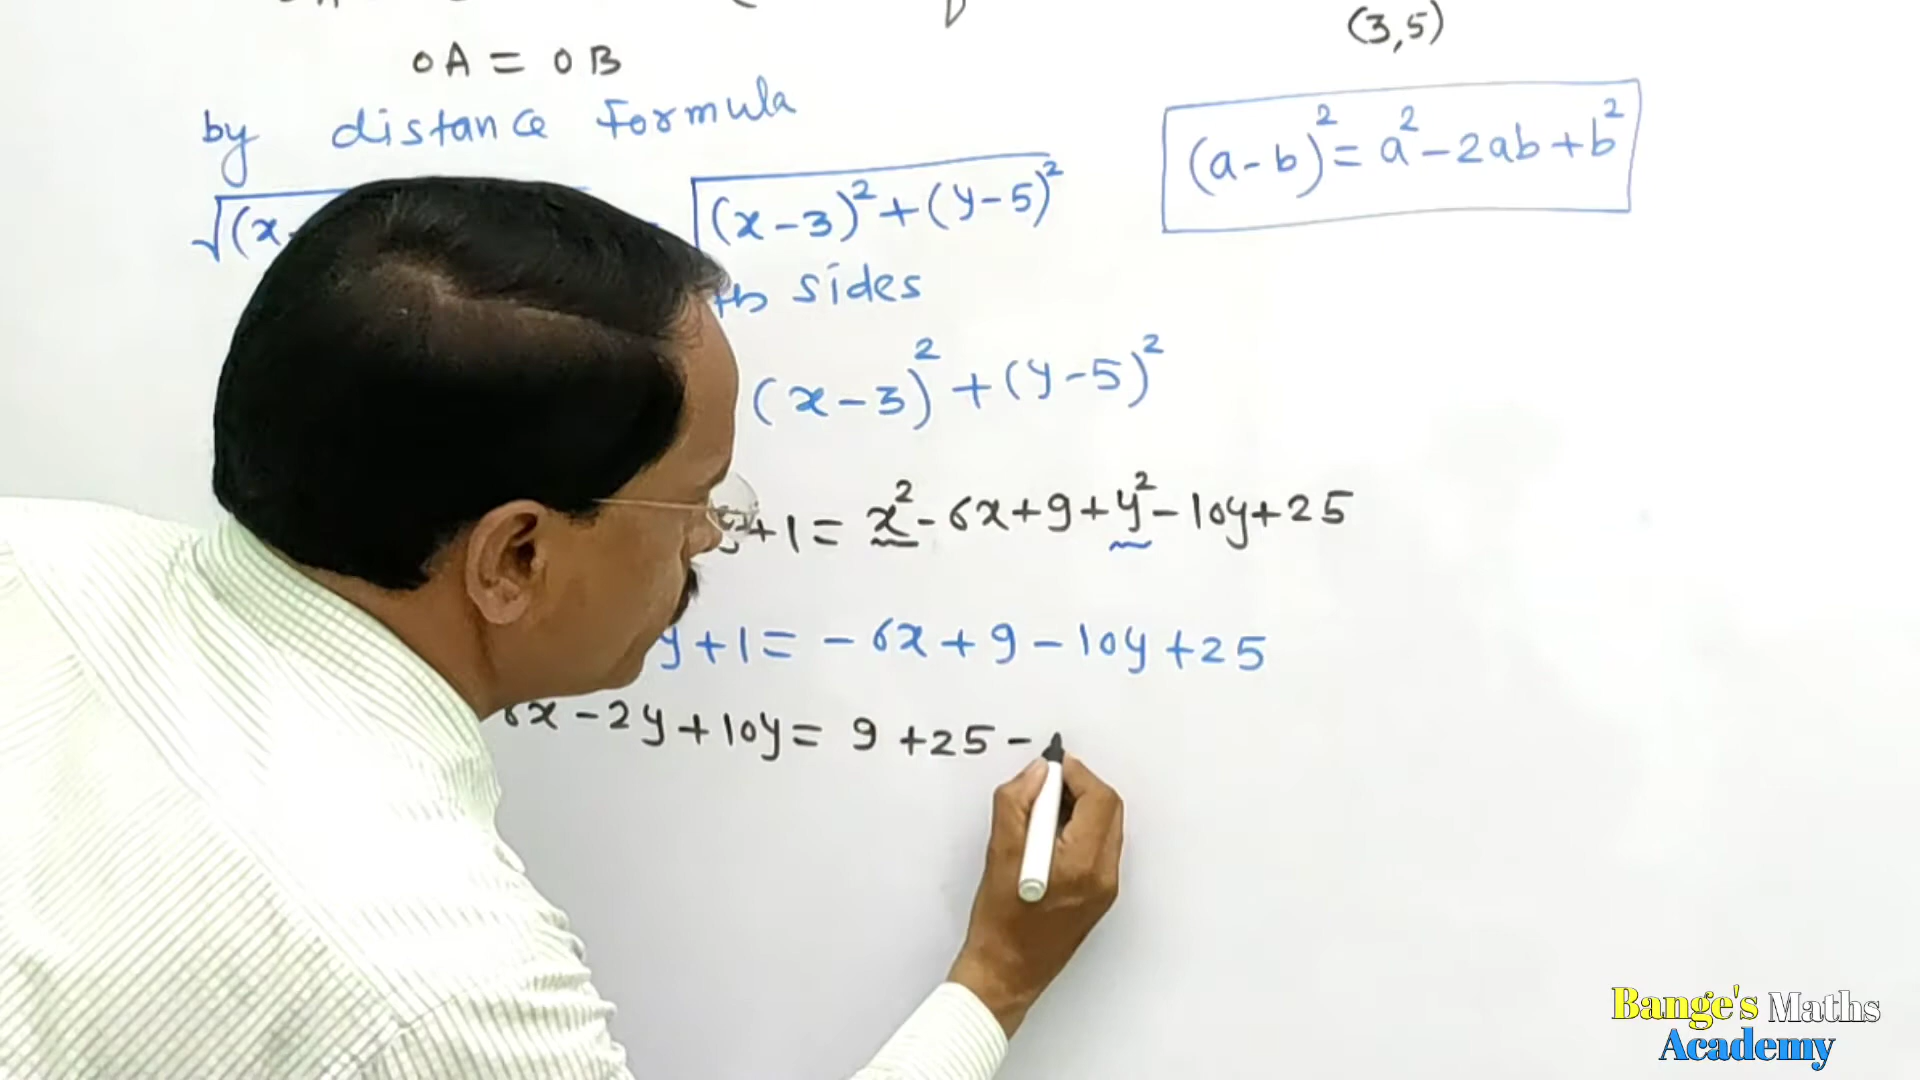 (3,5)
OA = OB
by distance Formula
(a-b)² = a² - 2ab + b²
√(x- √(x-3)² + (y-5)²
sides
(x-3)² + (y-5)²
+1 = x² - 6x + 9 + y² - 10y + 25
y + 1 = - 6x + 9 - 10y + 25
6x - 2y + 10y = 9 + 25 -
Bange's Maths
Academy